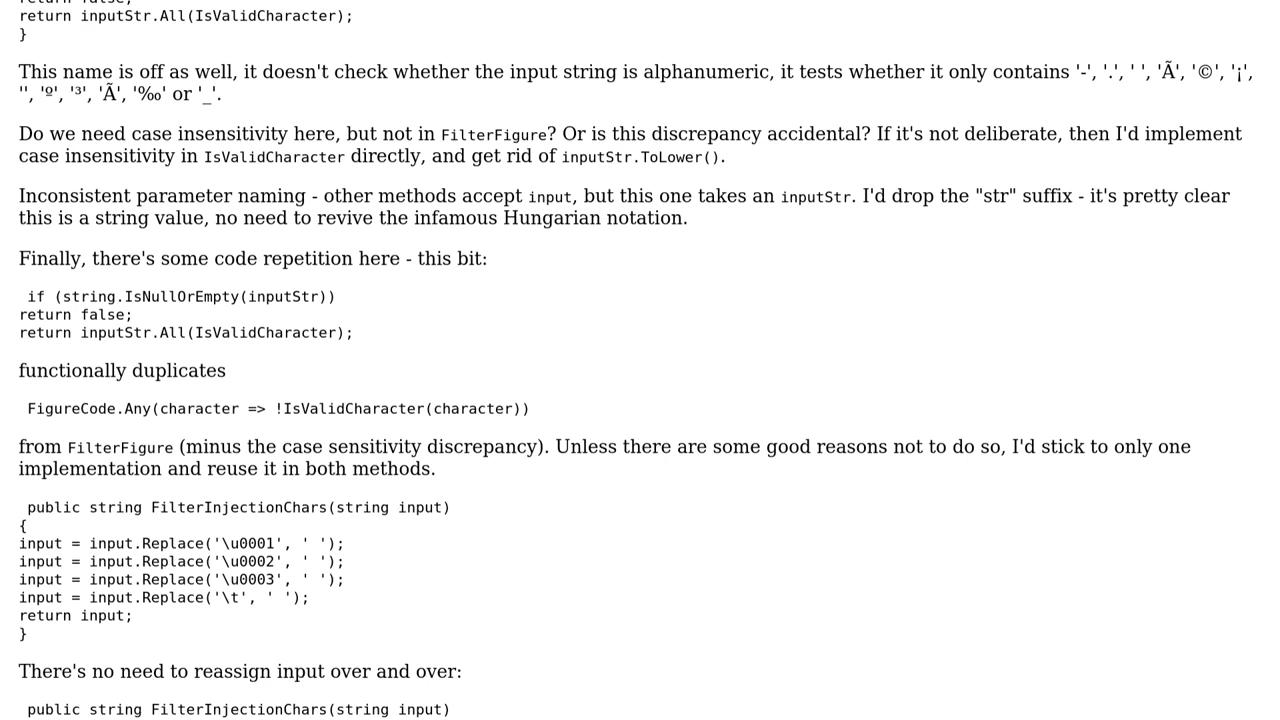 return inputStr.All(IsValidCharacter);
}
This name is off as well, it doesn't check whether the input string is alphanumeric, it tests whether it only contains '-', '.', ' ', 'Ã', '©', '¡',
'', 'º', '³', 'Ã', '‰' or '_'.
Do we need case insensitivity here, but not in FilterFigure? Or is this discrepancy accidental? If it's not deliberate, then I'd implement
case insensitivity in IsValidCharacter directly, and get rid of inputStr.ToLower().
Inconsistent parameter naming - other methods accept input, but this one takes an inputStr. I'd drop the "str" suffix - it's pretty clear
this is a string value, no need to revive the infamous Hungarian notation.
Finally, there's some code repetition here - this bit:
if (string.IsNullOrEmpty(inputStr))
return false;
return inputStr.All(IsValidCharacter);
functionally duplicates
FigureCode.Any(character => !IsValidCharacter(character))
from FilterFigure (minus the case sensitivity discrepancy). Unless there are some good reasons not to do so, I'd stick to only one
implementation and reuse it in both methods.
public string FilterInjectionChars(string input)
{
input = input.Replace('\u0001', ' ');
input = input.Replace('\u0002', ' ');
input = input.Replace('\u0003', ' ');
input = input.Replace('\t', ' ');
return input;
}
There's no need to reassign input over and over:
public string FilterInjectionChars(string input)